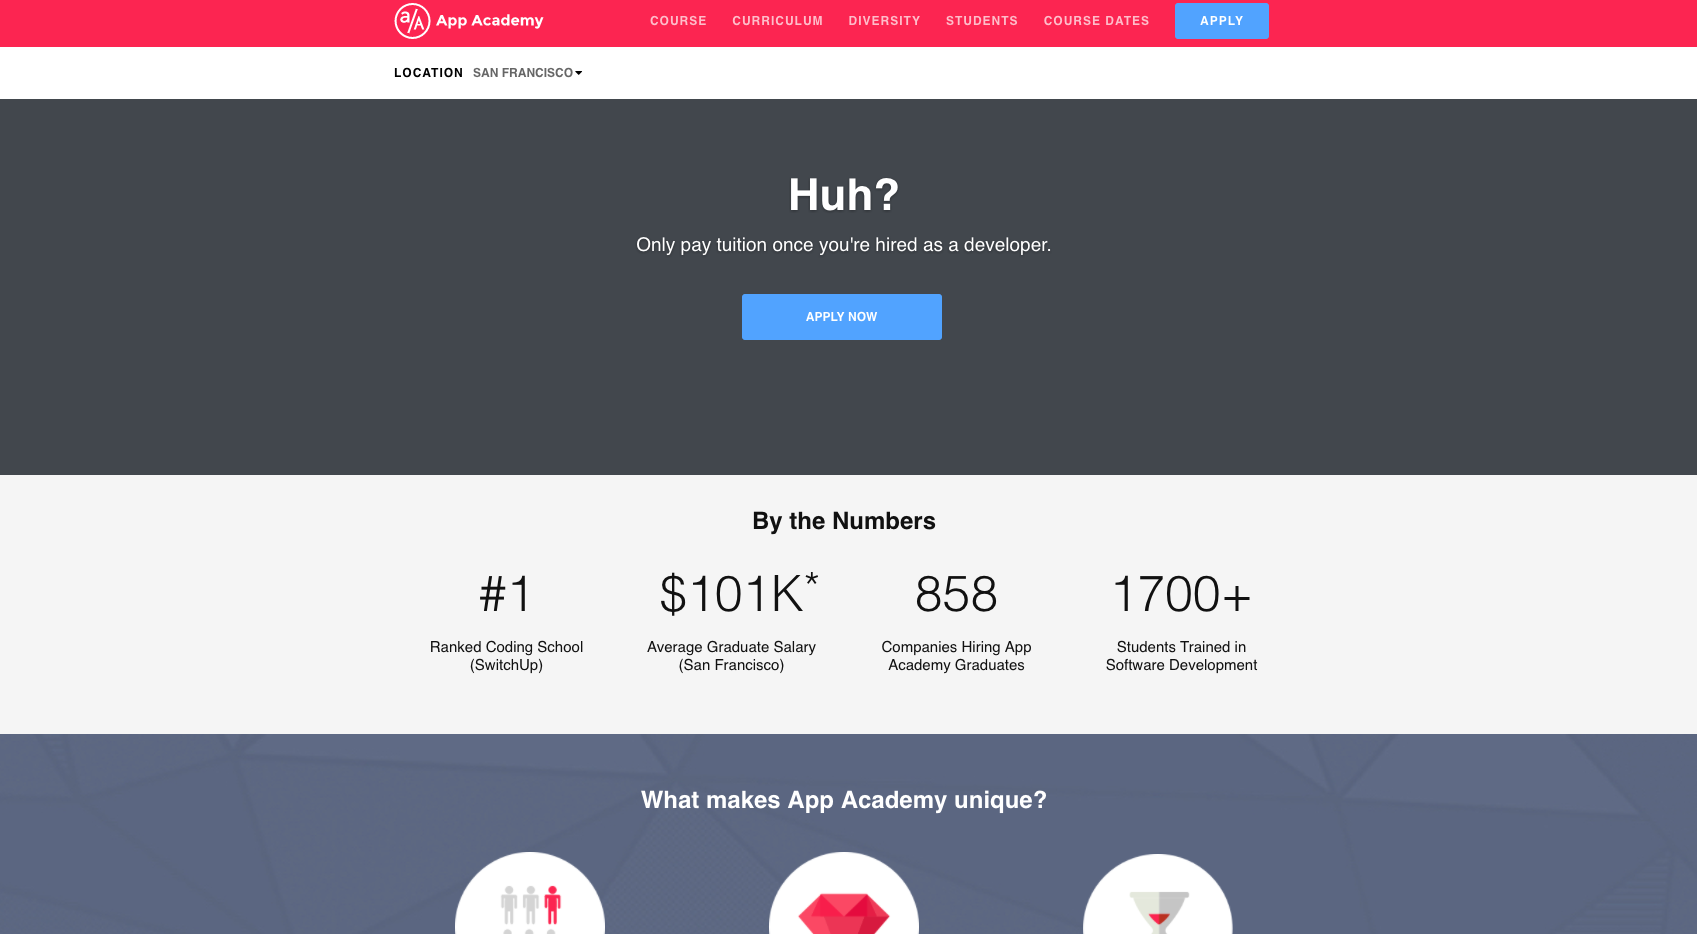 a/A App Academy
COURSE CURRICULUM DIVERSITY STUDENTS COURSE DATES APPLY
LOCATION SAN FRANCISCO
Huh?
Only pay tuition once you're hired as a developer.
APPLY NOW
By the Numbers
#1
Ranked Coding School
(SwitchUp)
$101K*
Average Graduate Salary
(San Francisco)
858
Companies Hiring App
Academy Graduates
1700+
Students Trained in
Software Development
What makes App Academy unique?